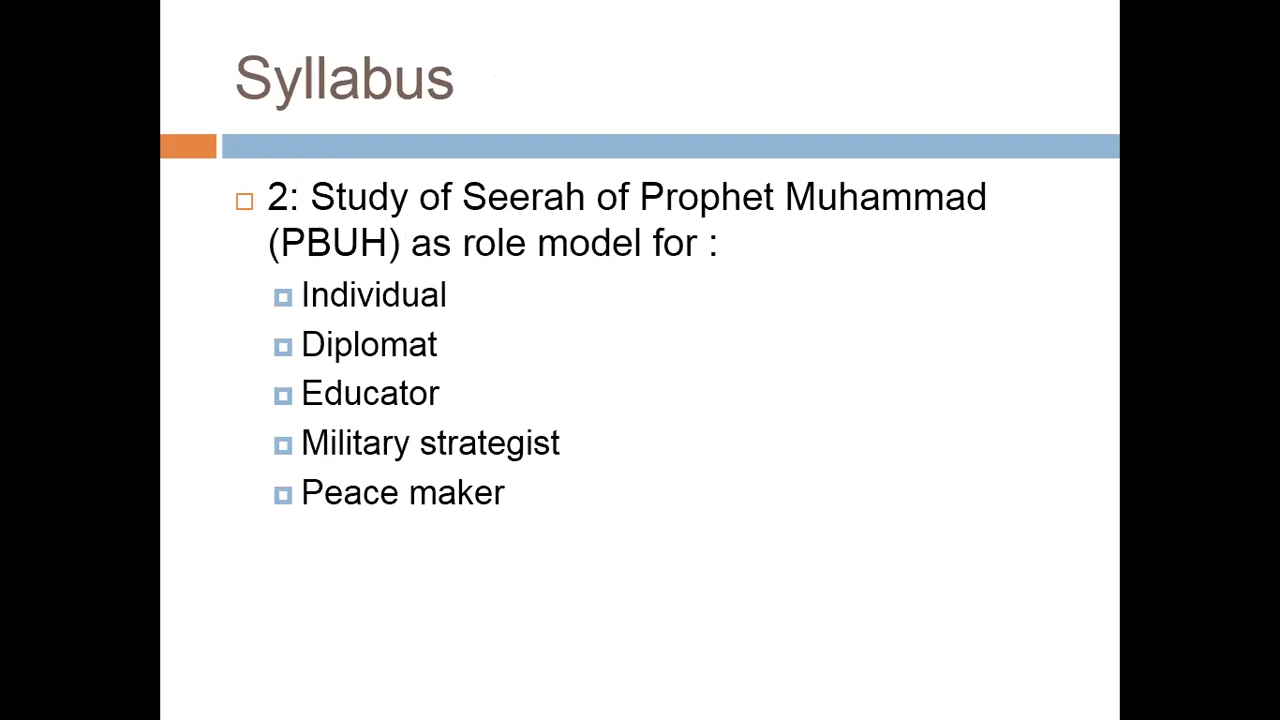 Syllabus
2: Study of Seerah of Prophet Muhammad
(PBUH) as role model for :
Individual
Diplomat
Educator
Military strategist
Peace maker